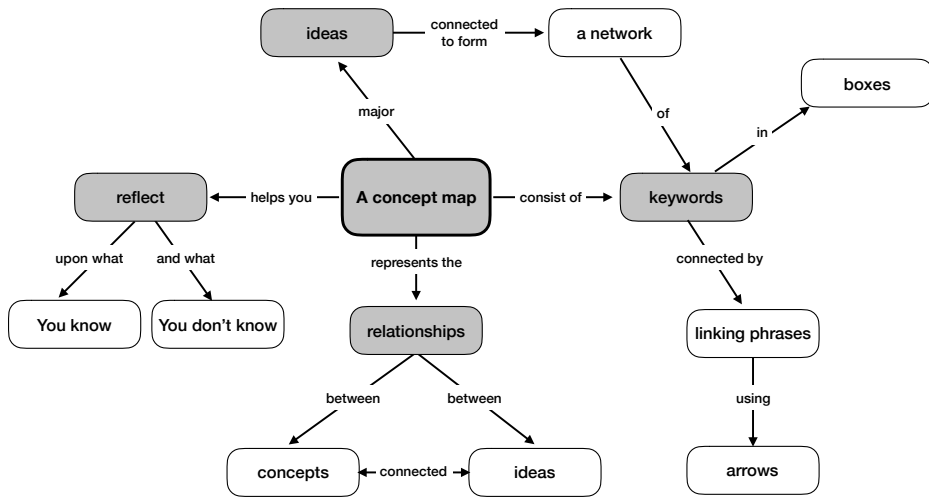 ideas
connected
to form
a network
boxes
major
of
in
reflect
helps you
A concept map
consist of
keywords
upon what
and what
represents the
connected by
You know
You don't know
relationships
linking phrases
between
between
using
concepts
connected
ideas
arrows